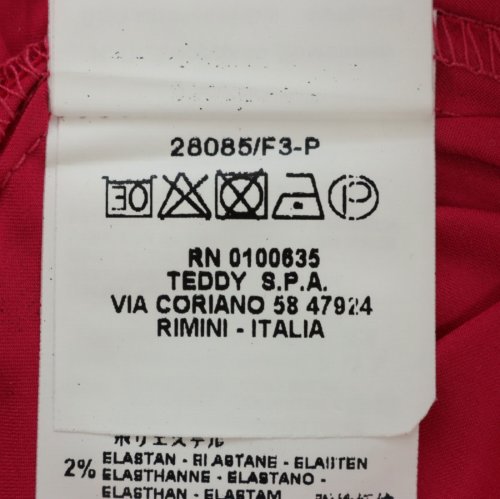 28085/F3-P
30 P
RN 0100635
TEDDY S.P.A.
VIA CORIANO 58 47924
RIMINI - ITALIA
ポリエステル
2% ELASTAN - ELASTANE - ELASTEN
ELASTHANNE - ELASTANO -
ELASTHAN - ELASTAM